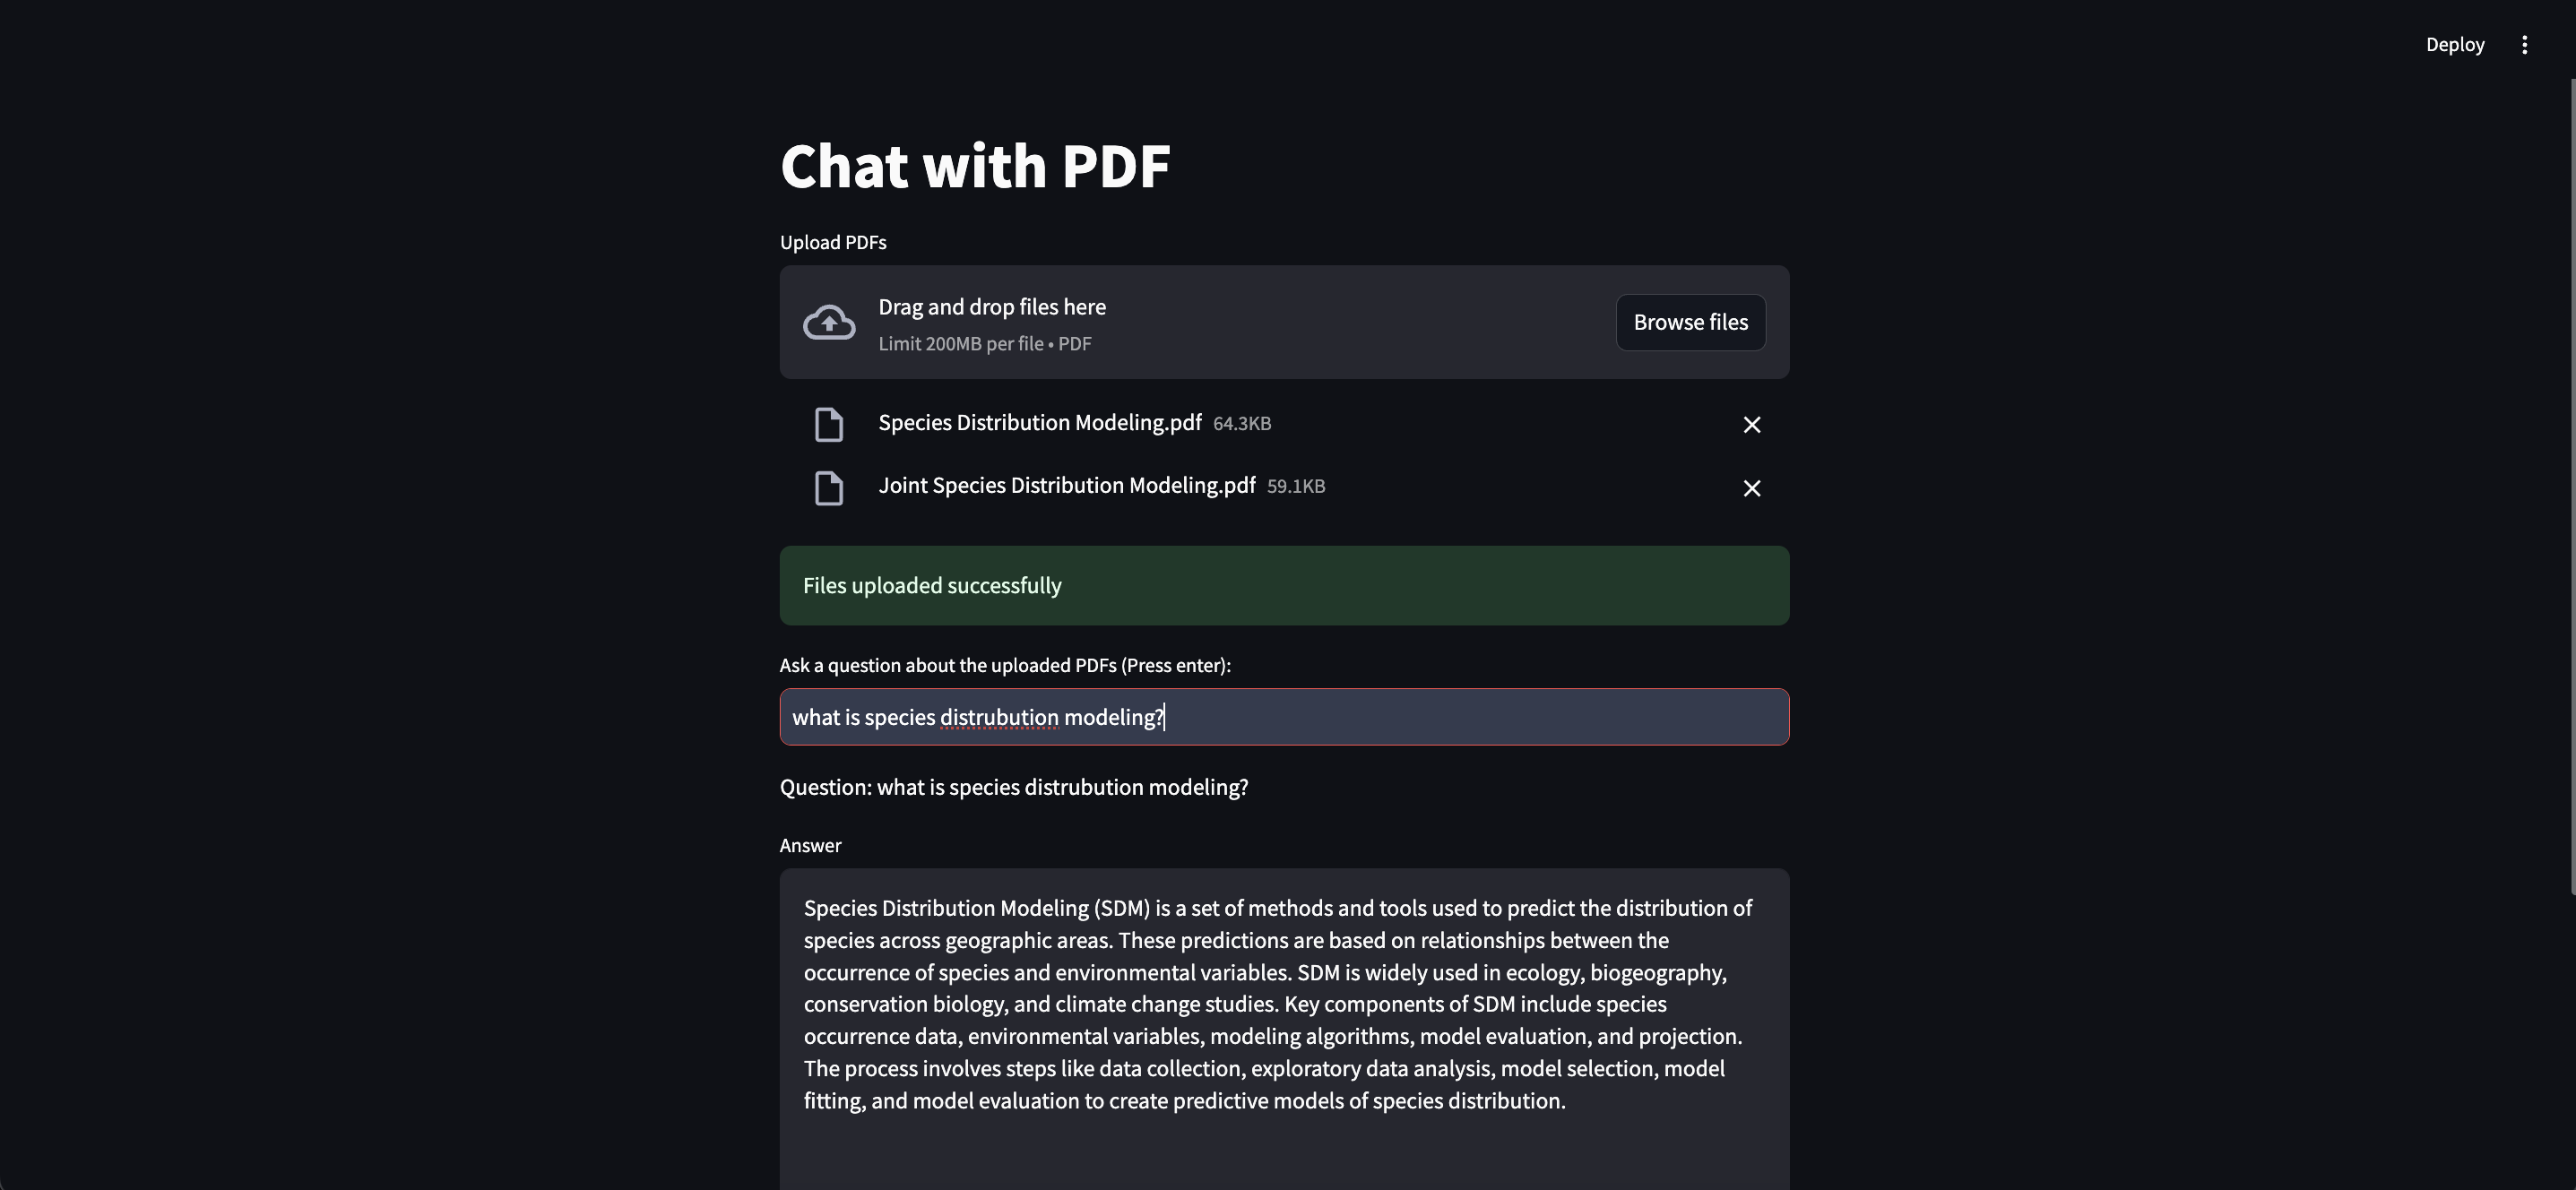 Deploy
Chat with PDF
Upload PDFs
Drag and drop files here
Limit 200MB per file • PDF
Browse files
Species Distribution Modeling.pdf 64.3KB
Joint Species Distribution Modeling.pdf 59.1KB
Files uploaded successfully
Ask a question about the uploaded PDFs (Press enter):
what is species distrubution modeling?
Question: what is species distrubution modeling?
Answer
Species Distribution Modeling (SDM) is a set of methods and tools used to predict the distribution of
species across geographic areas. These predictions are based on relationships between the
occurrence of species and environmental variables. SDM is widely used in ecology, biogeography,
conservation biology, and climate change studies. Key components of SDM include species
occurrence data, environmental variables, modeling algorithms, model evaluation, and projection.
The process involves steps like data collection, exploratory data analysis, model selection, model
fitting, and model evaluation to create predictive models of species distribution.